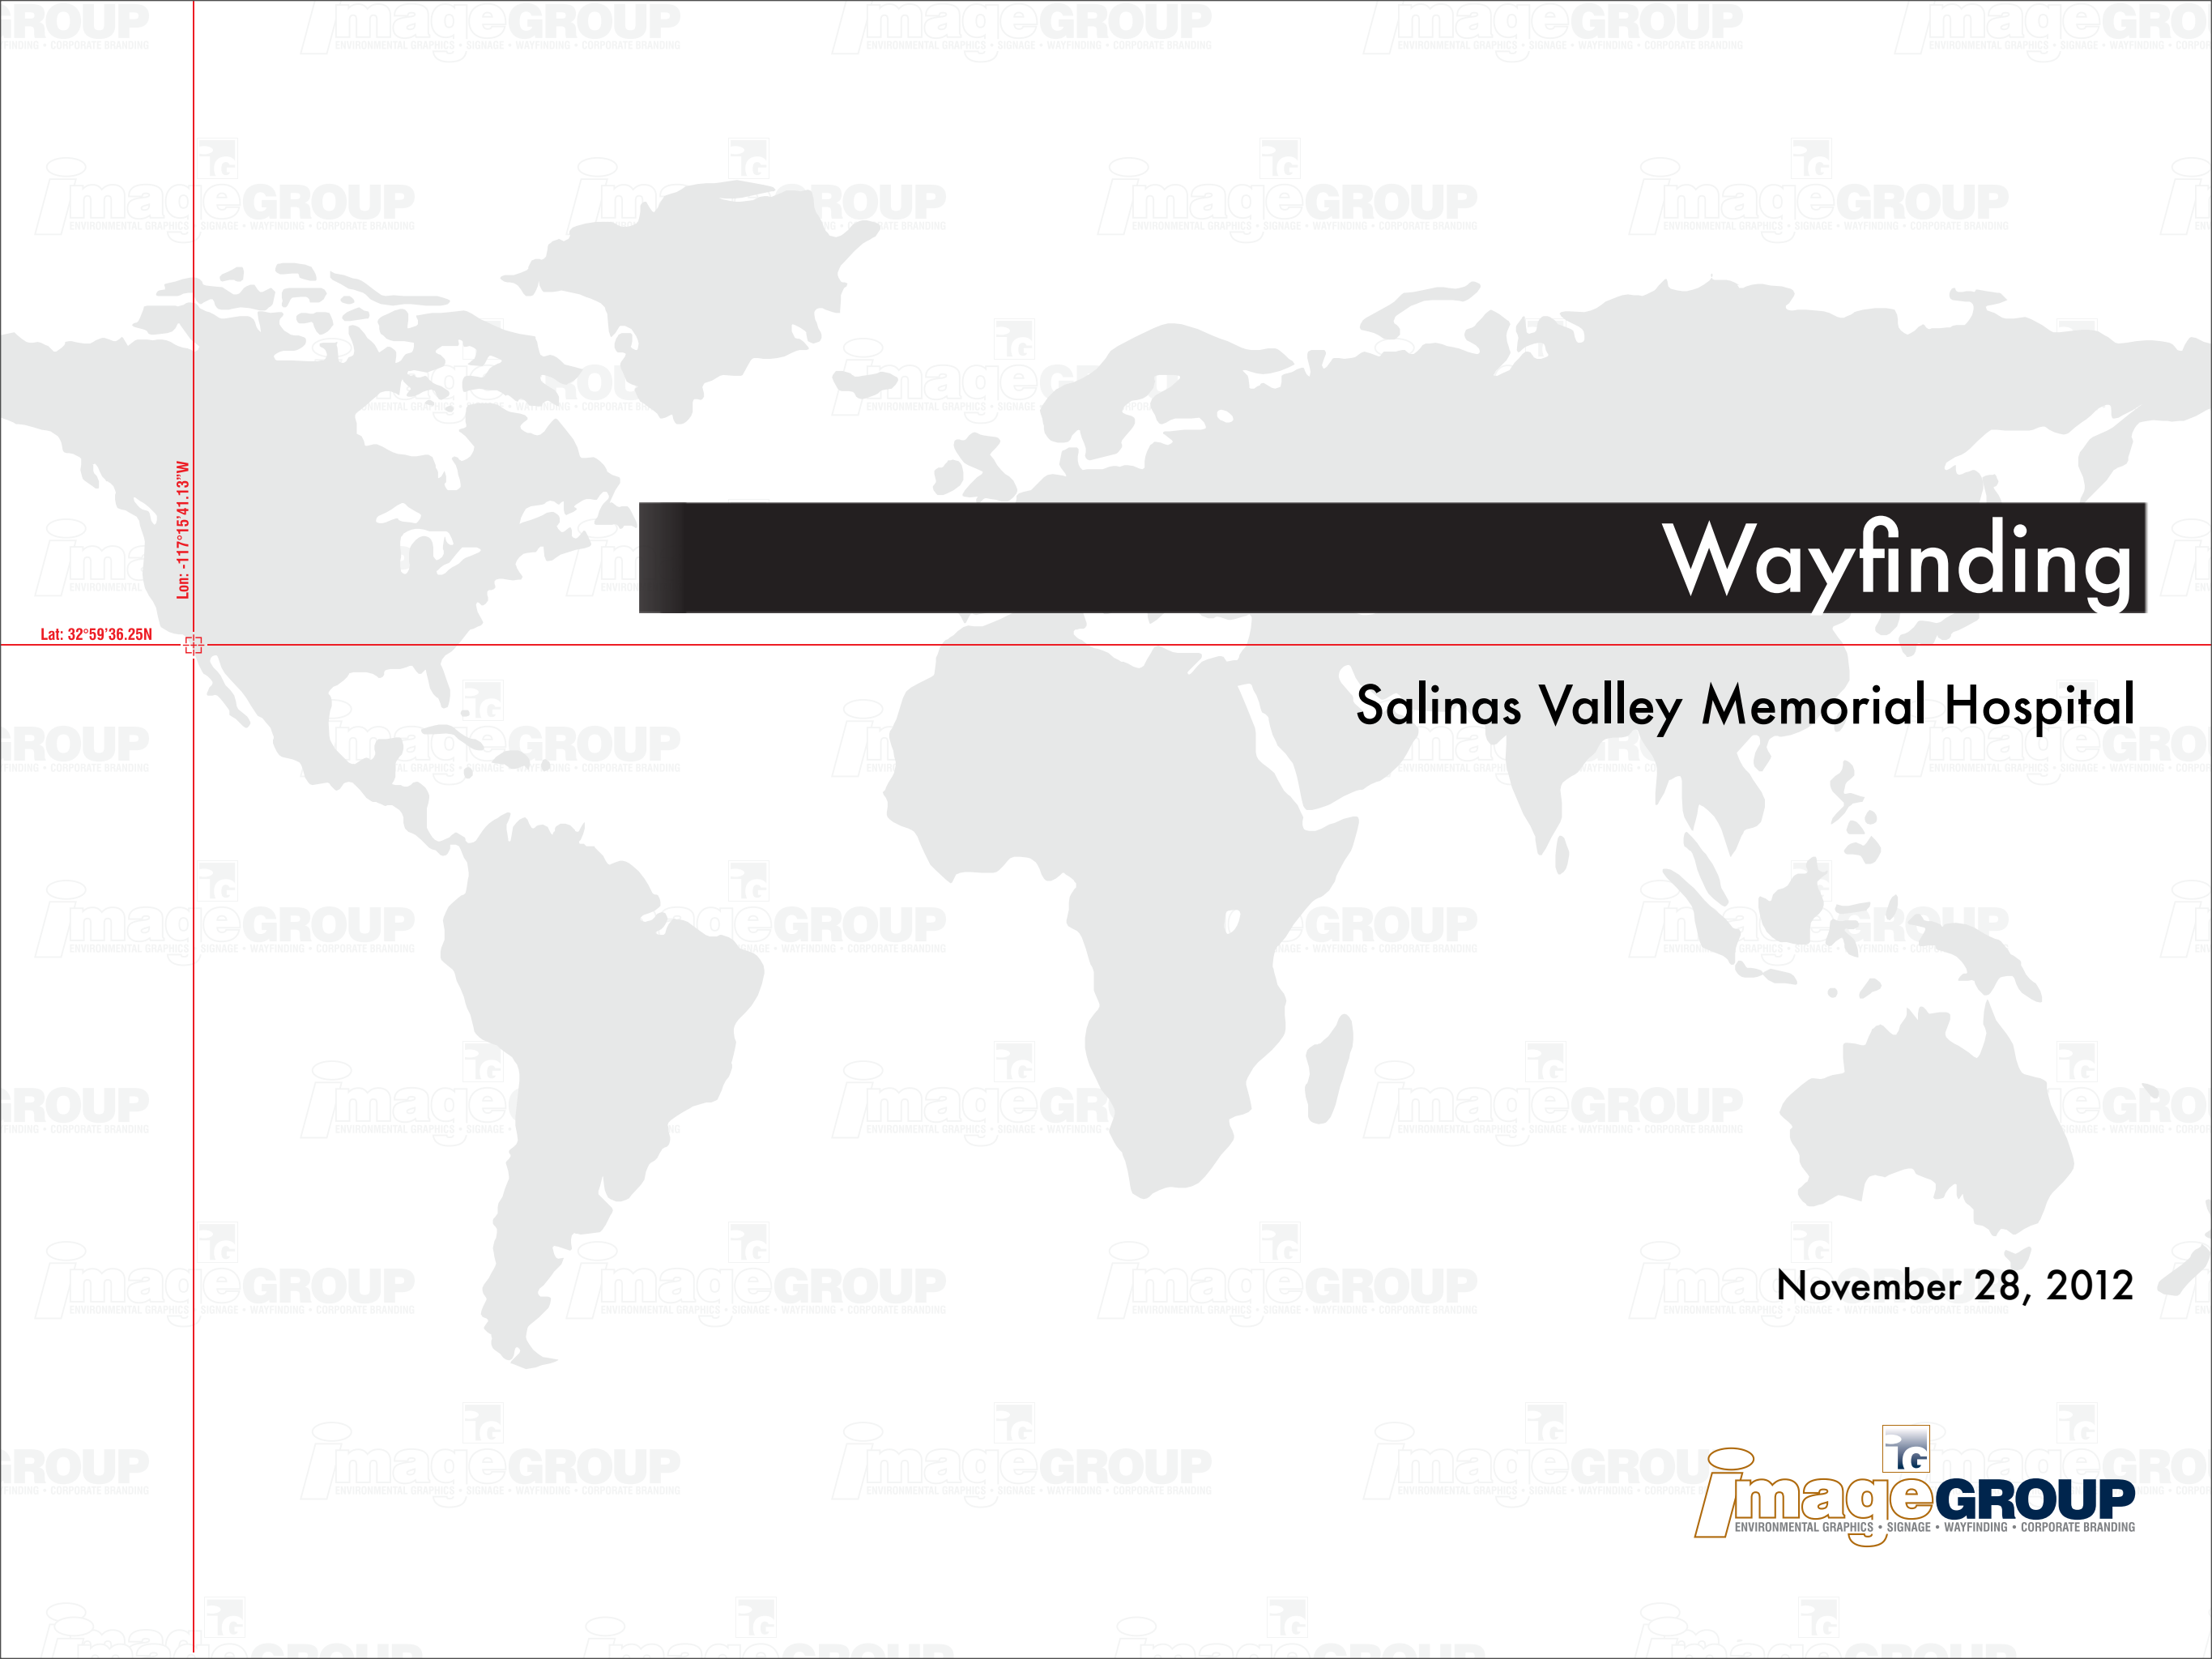 Wayfinding
Lon: -117°15'41.13"W
Lat: 32°59'36.25N
Salinas Valley Memorial Hospital
November 28, 2012
iG
imageGROUP
ENVIRONMENTAL GRAPHICS • SIGNAGE • WAYFINDING • CORPORATE BRANDING